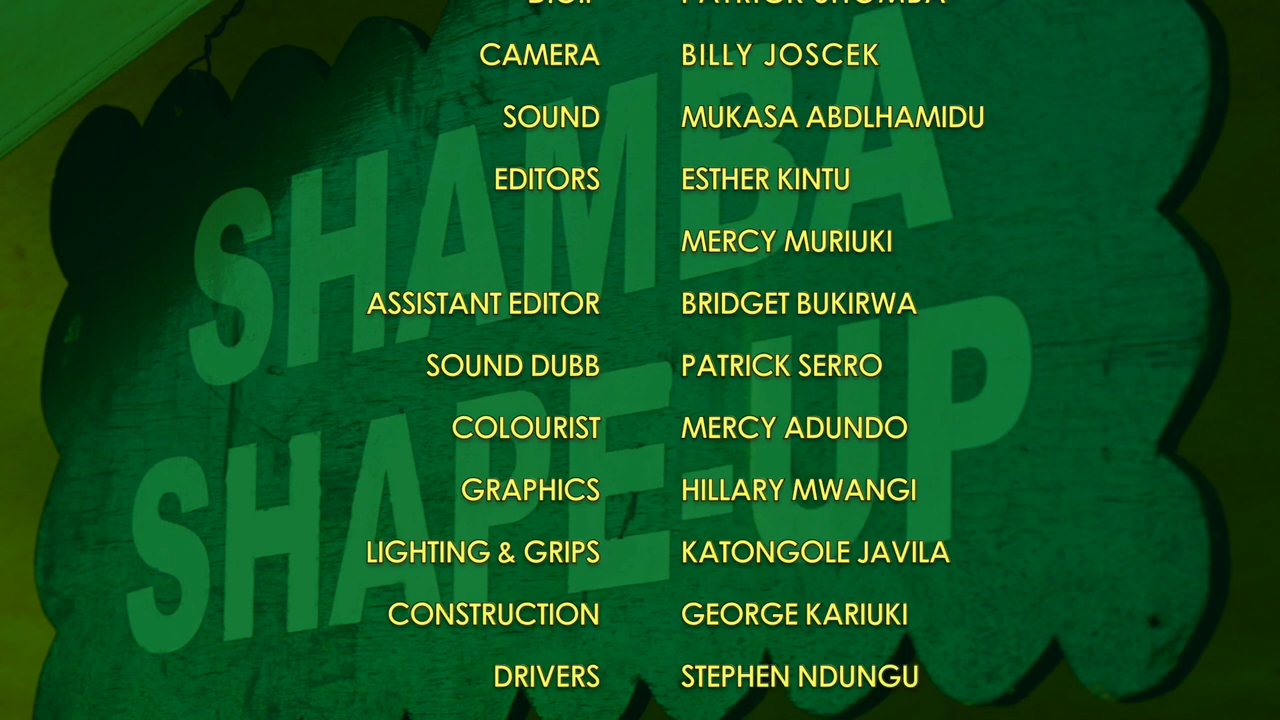 CAMERA BILLY JOSCEK
SOUND MUKASA ABDLHAMIDU
EDITORS ESTHER KINTU
MERCY MURIUKI
ASSISTANT EDITOR BRIDGET BUKIRWA
SOUND DUBB PATRICK SERRO
COLOURIST MERCY ADUNDO
GRAPHICS HILLARY MWANGI
LIGHTING & GRIPS KATONGOLE JAVILA
CONSTRUCTION GEORGE KARIUKI
DRIVERS STEPHEN NDUNGU
SHAMBA
SHAPE-UP